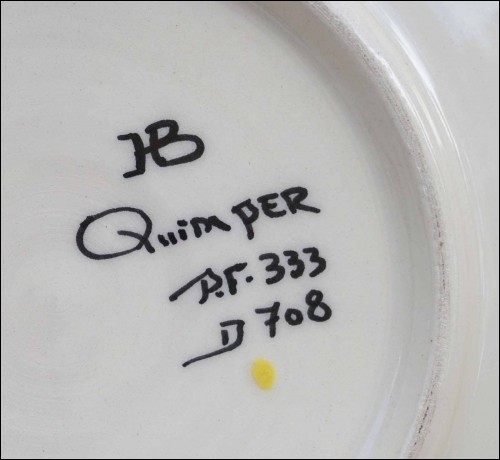 HB
QuimPER
P.F. 333
D 708